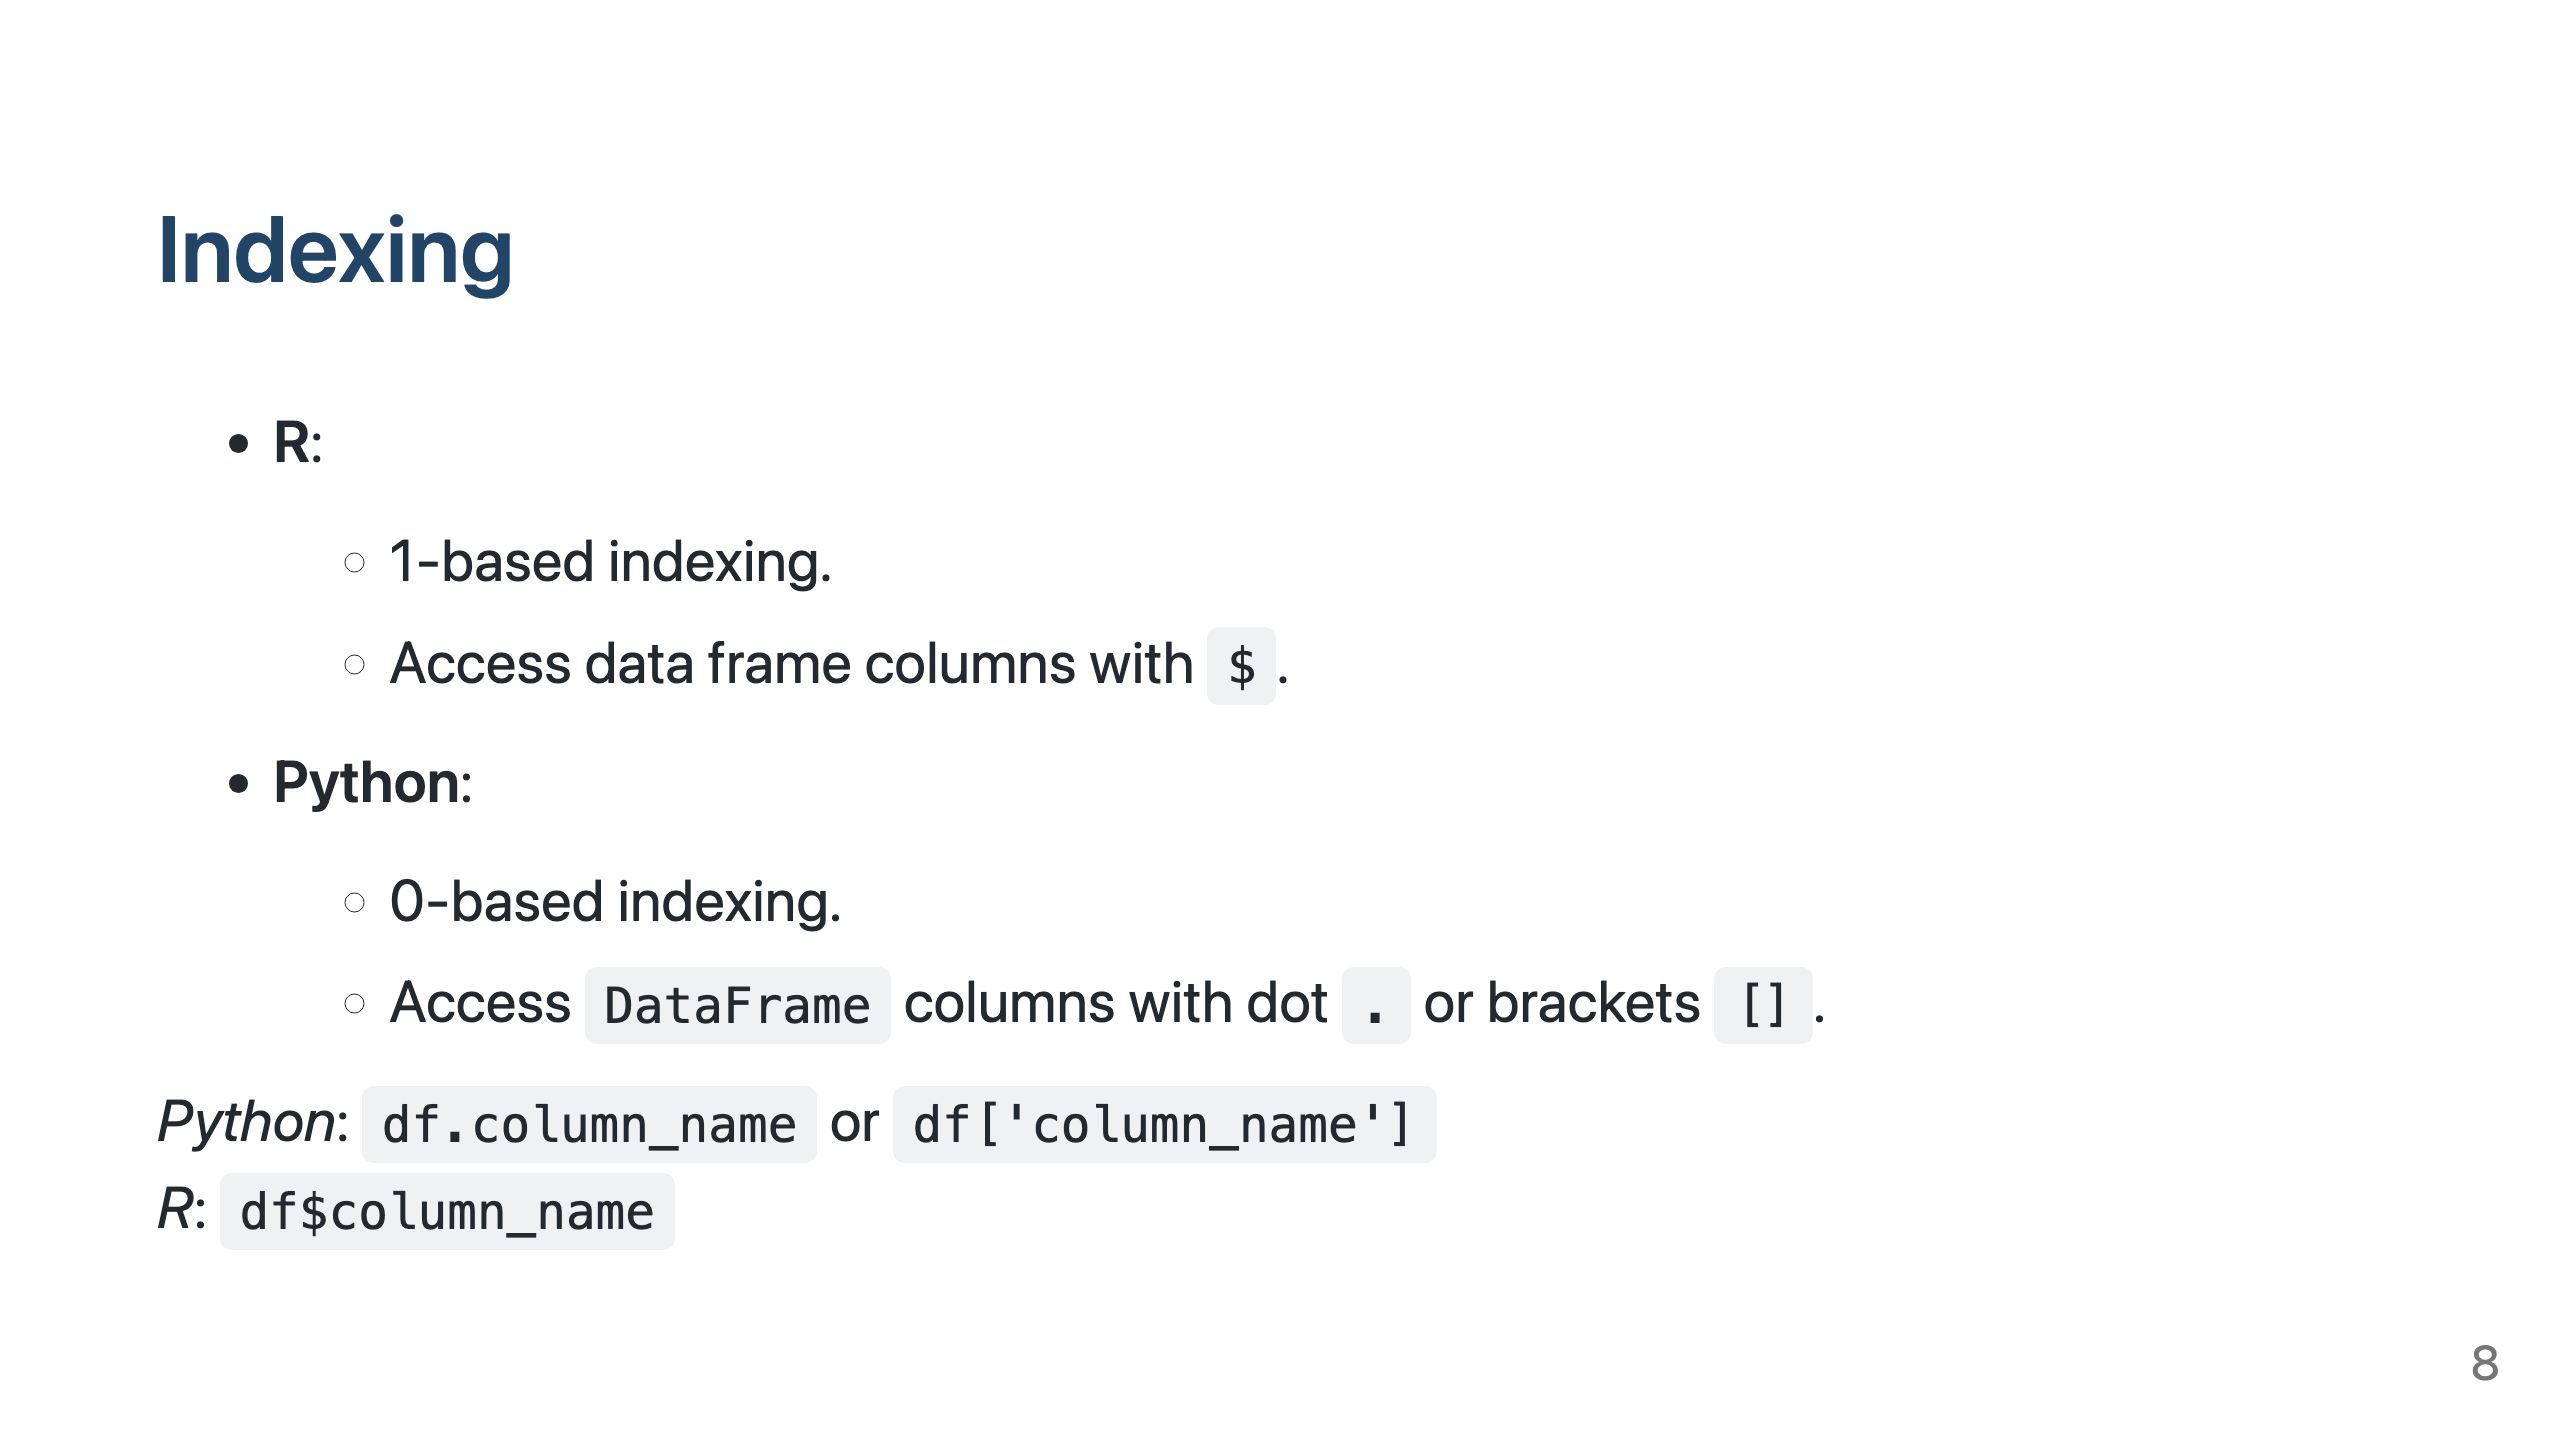 Indexing
• R:
○ 1-based indexing.
○ Access data frame columns with $.
• Python:
○ 0-based indexing.
○ Access DataFrame columns with dot . or brackets [].
Python: df.column_name or df['column_name']
R: df$column_name
8